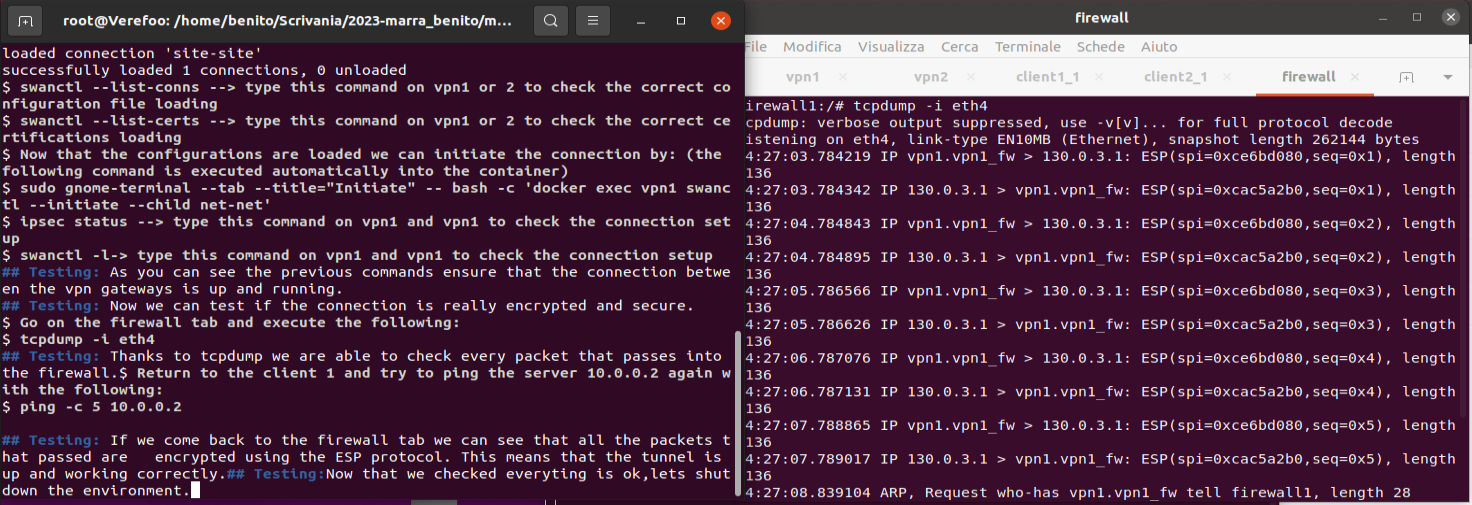 root@Verefoo: /home/benito/Scrivania/2023-marra_benito/m...
loaded connection 'site-site'
successfully loaded 1 connections, 0 unloaded
$ swanctl --list-conns --> type this command on vpn1 or 2 to check the correct co
nfiguration file loading
$ swanctl --list-certs --> type this command on vpn1 or 2 to check the correct ce
rtifications loading
$ Now that the configurations are loaded we can initiate the connection by: (the
following command is executed automatically into the container)
$ sudo gnome-terminal --tab --title="Initiate" -- bash -c 'docker exec vpn1 swanc
tl --initiate --child net-net'
$ ipsec status --> type this command on vpn1 and vpn1 to check the connection set
up
$ swanctl -l-> type this command on vpn1 and vpn1 to check the connection setup
## Testing: As you can see the previous commands ensure that the connection betwe
en the vpn gateways is up and running.
## Testing: Now we can test if the connection is really encrypted and secure.
$ Go on the firewall tab and execute the following:
$ tcpdump -i eth4
## Testing: Thanks to tcpdump we are able to check every packet that passes into
the firewall.$ Return to the client 1 and try to ping the server 10.0.0.2 again w
ith the following:
$ ping -c 5 10.0.0.2
## Testing: If we come back to the firewall tab we can see that all the packets t
hat passed are   encrypted using the ESP protocol. This means that the tunnel is
up and working correctly.## Testing:Now that we checked everyting is ok,lets shut
down the environment.
firewall
File Modifica Visualizza Cerca Terminale Schede Aiuto
vpn1 vpn2 client1_1 client2_1 firewall
irewall1:/# tcpdump -i eth4
cpdump: verbose output suppressed, use -v[v]... for full protocol decode
istening on eth4, link-type EN10MB (Ethernet), snapshot length 262144 bytes
4:27:03.784219 IP vpn1.vpn1_fw > 130.0.3.1: ESP(spi=0xce6bd080,seq=0x1), length
136
4:27:03.784342 IP 130.0.3.1 > vpn1.vpn1_fw: ESP(spi=0xcac5a2b0,seq=0x1), length
136
4:27:04.784843 IP vpn1.vpn1_fw > 130.0.3.1: ESP(spi=0xce6bd080,seq=0x2), length
136
4:27:04.784895 IP 130.0.3.1 > vpn1.vpn1_fw: ESP(spi=0xcac5a2b0,seq=0x2), length
136
4:27:05.786566 IP vpn1.vpn1_fw > 130.0.3.1: ESP(spi=0xce6bd080,seq=0x3), length
136
4:27:05.786626 IP 130.0.3.1 > vpn1.vpn1_fw: ESP(spi=0xcac5a2b0,seq=0x3), length
136
4:27:06.787076 IP vpn1.vpn1_fw > 130.0.3.1: ESP(spi=0xce6bd080,seq=0x4), length
136
4:27:06.787131 IP 130.0.3.1 > vpn1.vpn1_fw: ESP(spi=0xcac5a2b0,seq=0x4), length
136
4:27:07.788865 IP vpn1.vpn1_fw > 130.0.3.1: ESP(spi=0xce6bd080,seq=0x5), length
136
4:27:07.789017 IP 130.0.3.1 > vpn1.vpn1_fw: ESP(spi=0xcac5a2b0,seq=0x5), length
136
4:27:08.839104 ARP, Request who-has vpn1.vpn1_fw tell firewall1, length 28